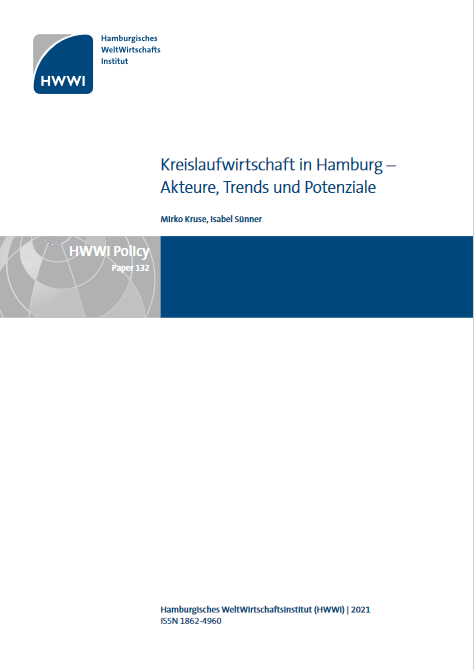 Hamburgisches
WeltWirtschafts
Institut
HWWI
Kreislaufwirtschaft in Hamburg –
Akteure, Trends und Potenziale
Mirko Kruse, Isabel Sünner
HWWI Policy
Paper 132
Hamburgisches WeltWirtschaftsInstitut (HWWI) | 2021
ISSN 1862-4960